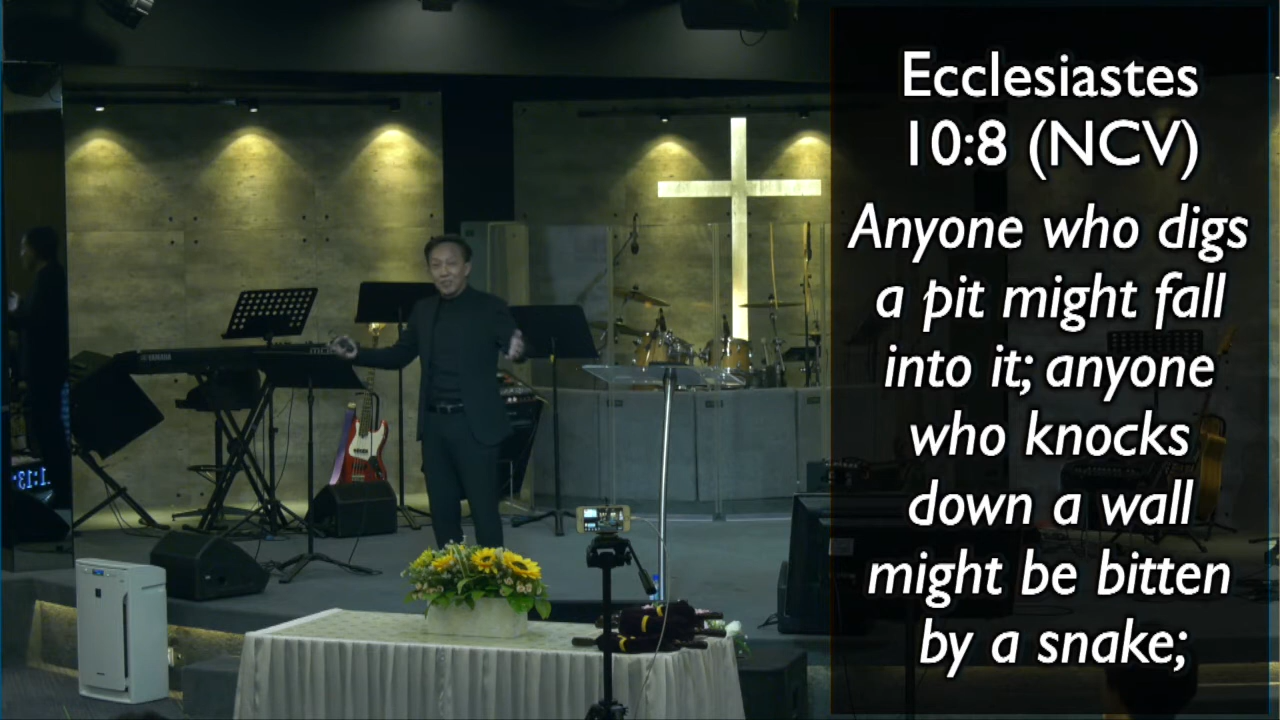 Ecclesiastes
10:8 (NCV)
Anyone who digs
a pit might fall
into it; anyone
who knocks
down a wall
might be bitten
by a snake;
YAMAHA